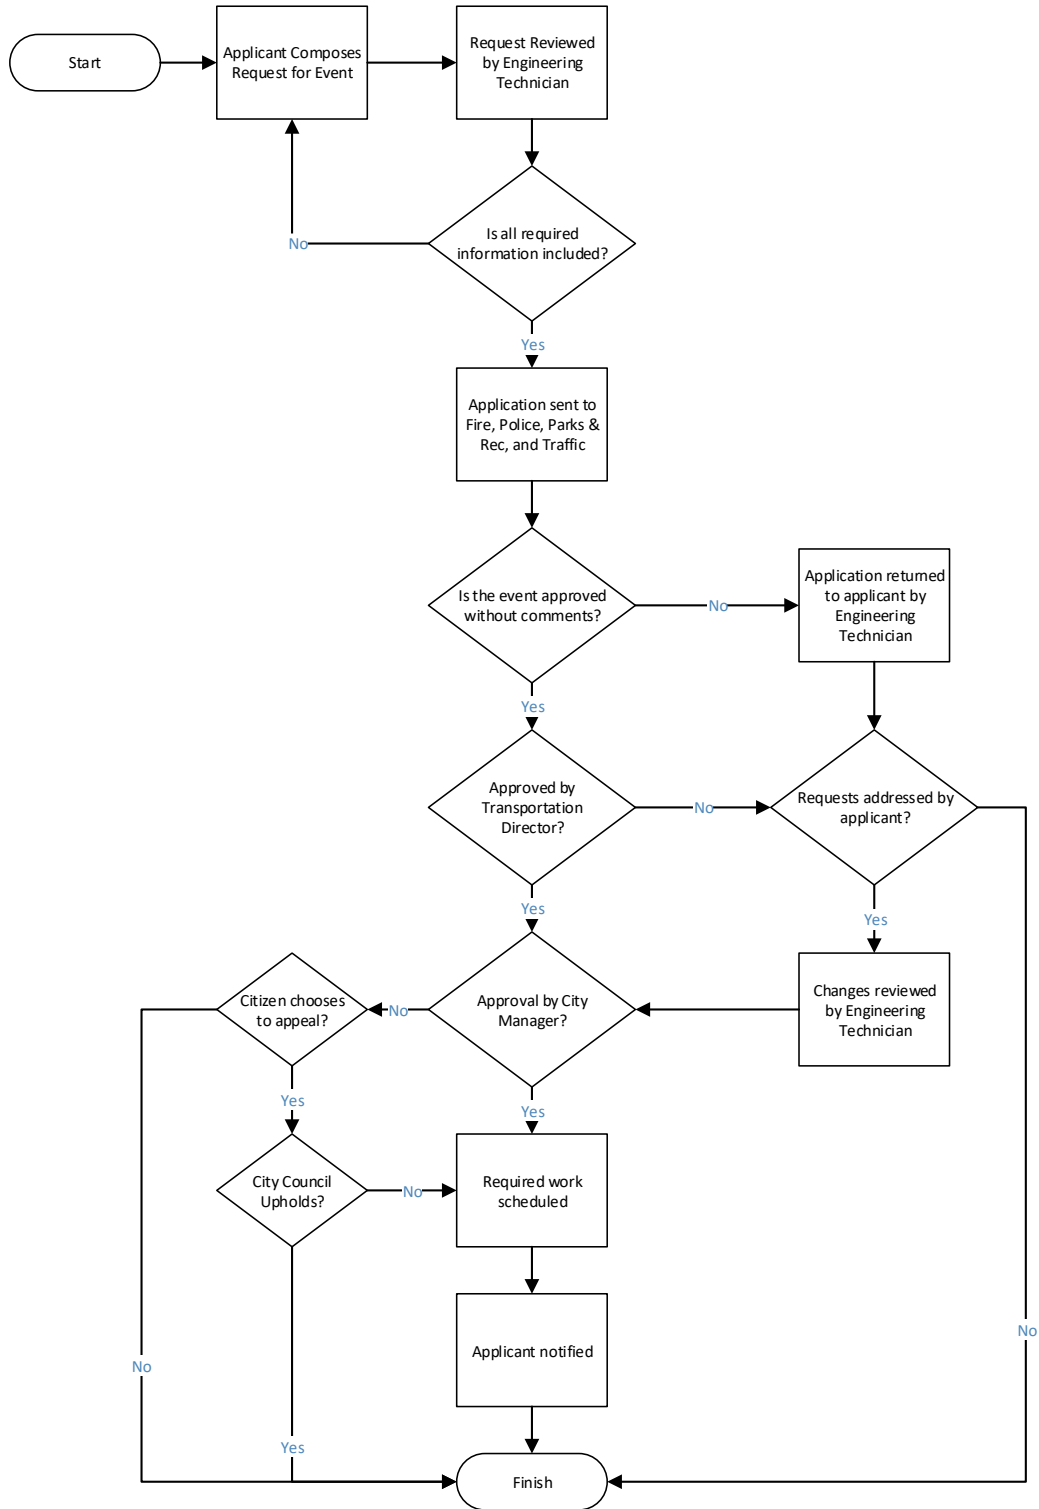 Start
Applicant Composes
Request for Event
Request Reviewed
by Engineering
Technician
Is all required
information included?
No
Yes
Application sent to
Fire, Police, Parks &
Rec, and Traffic
Is the event approved
without comments?
No
Application returned
to applicant by
Engineering
Technician
Yes
Approved by
Transportation
Director?
No
Requests addressed by
applicant?
Yes
Yes
Citizen chooses
to appeal?
No
Approval by City
Manager?
Changes reviewed
by Engineering
Technician
Yes
Yes
City Council
Upholds?
No
Required work
scheduled
Applicant notified
No
No
Yes
Finish